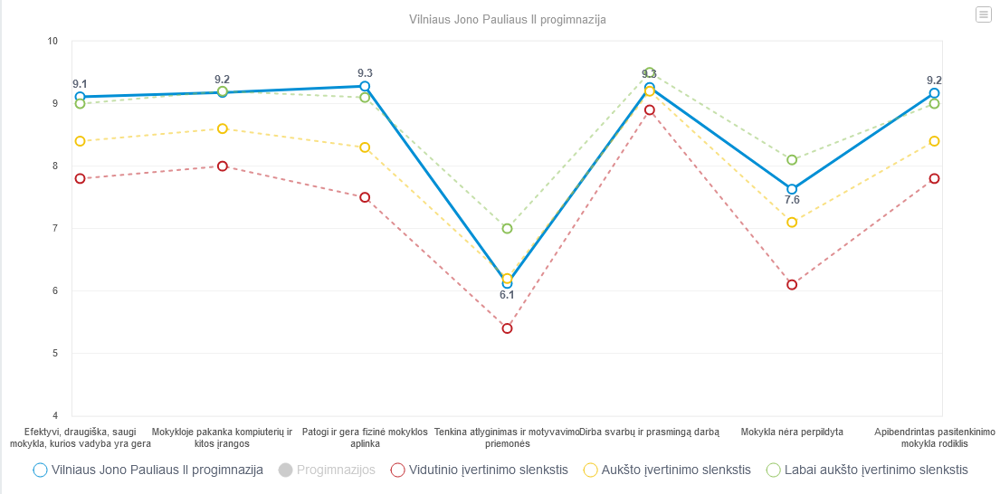 Vilniaus Jono Pauliaus II progimnazija
10
9
8
7
6
5
4
9.1
9.2
9.3
6.1
9.3
7.6
9.2
Efektyvi, draugiška, saugi
mokykla, kurios vadyba yra gera
Mokykloje pakanka kompiuterių ir
kitos įrangos
Patogi ir gera fizinė mokyklos
aplinka
Tenkina atlyginimas ir motyvavimo
priemonės
Dirba svarbų ir prasmingą darbą
Mokykla nėra perpildyta
Apibendrintas pasitenkinimo
mokykla rodiklis
Vilniaus Jono Pauliaus II progimnazija
Progimnazijos
Vidutinio įvertinimo slenkstis
Aukšto įvertinimo slenkstis
Labai aukšto įvertinimo slenkstis